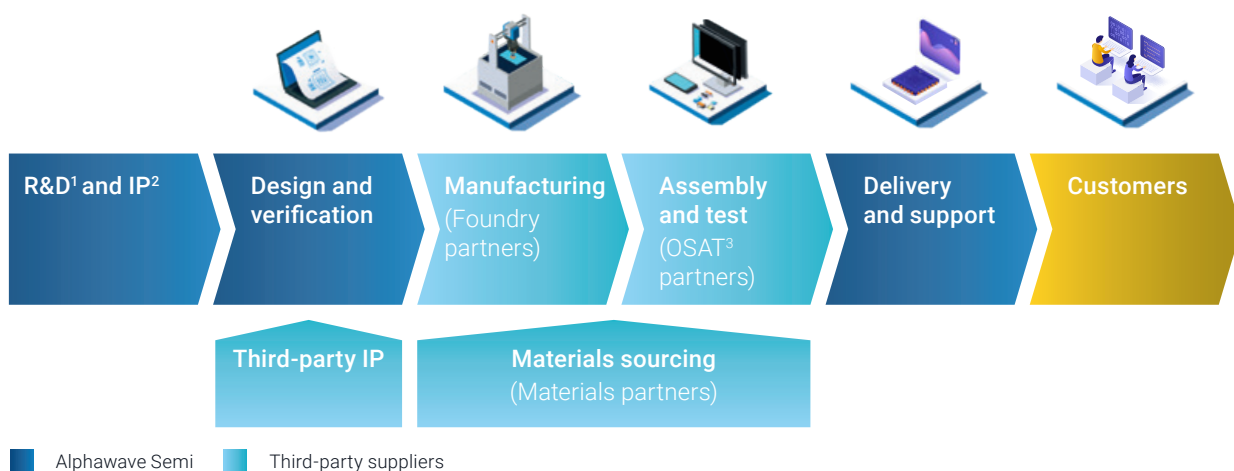 R&D¹ and IP²
Design and
verification
Manufacturing
(Foundry
partners)
Assembly
and test
(OSAT³
partners)
Delivery
and support
Customers
Third-party IP
Materials sourcing
(Materials partners)
Alphawave Semi
Third-party suppliers